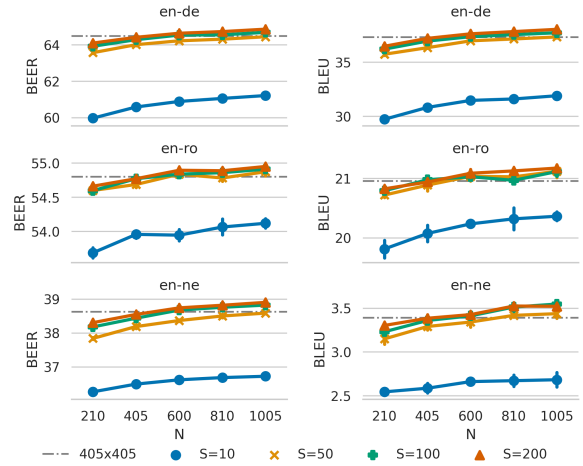 en-de
BEER
64
62
60
en-de
BLEU
35
30
en-ro
BEER
55.0
54.5
54.0
en-ro
BLEU
21
20
en-ne
BEER
39
38
37
210 405 600 810 1005
N
en-ne
BLEU
3.5
3.0
2.5
210 405 600 810 1005
N
405x405 S=10 S=50 S=100 S=200